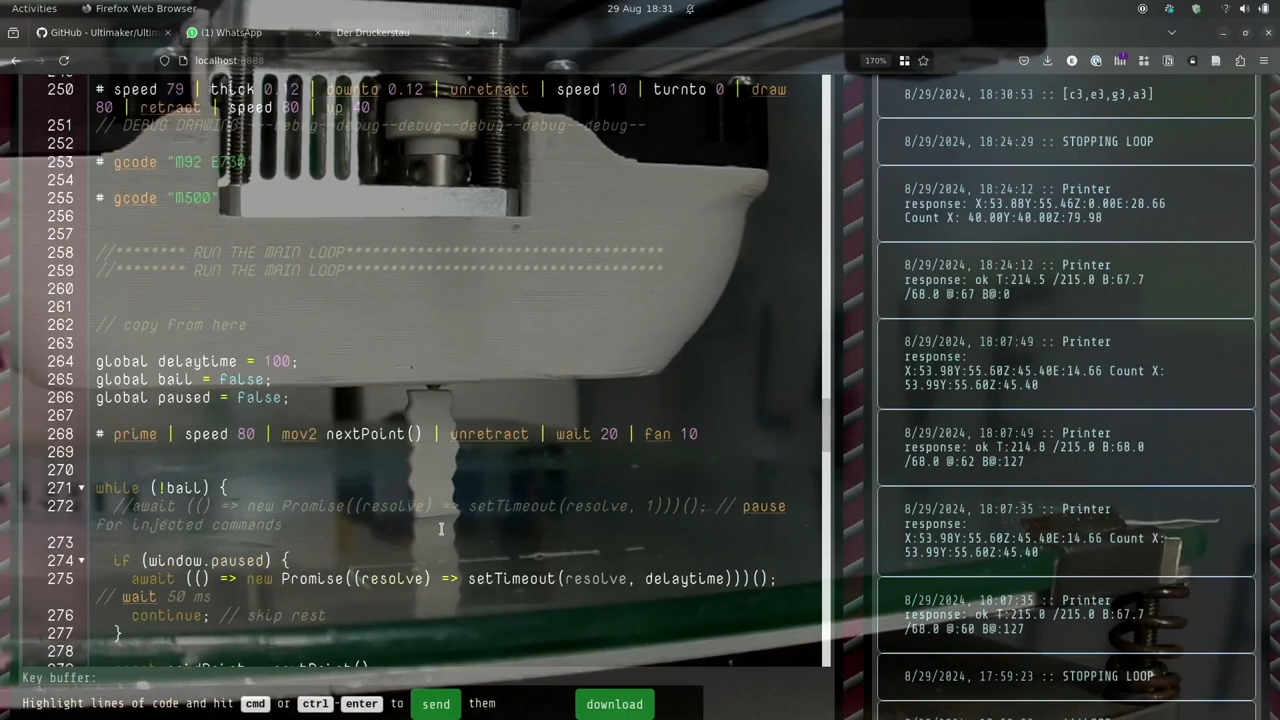 Activities
Firefox Web Browser
29 Aug 18:31
GitHub - Ultimaker/Ultim
(1) WhatsApp
Der Druckerstau
localhost:8888
170%
250 # speed 79 | thick 0.12 | downto 0.12 | unretract | speed 10 | turnto 0 | draw
80 | retract | speed 80 | up 40
251 // DEBUG DRAWING---debug--debug--debug--debug--debug--debug--
252
253 # gcode "M92 E730"
254
255 # gcode "M500"
256
257
258 //******** RUN THE MAIN LOOP***********************************
259 //******** RUN THE MAIN LOOP***********************************
260
261
262 // copy from here
263
264 global delaytime = 100;
265 global bail = false;
266 global paused = false;
267
268 # prime | speed 80 | mov2 nextPoint() | unretract | wait 20 | fan 10
269
270
271 while (!bail) {
272 //await (() => new Promise((resolve) => setTimeout(resolve, 1)))(); // pause
for injected commands
273
274 if (window.paused) {
275 await (() => new Promise((resolve) => setTimeout(resolve, delaytime)))();
// wait 50 ms
276 continue; // skip rest
277 }
278
Key buffer:
Highlight lines of code and hit cmd or ctrl-enter to send them
download
8/29/2024, 18:30:53 :: [c3,e3,g3,a3]
8/29/2024, 18:24:29 :: STOPPING LOOP
8/29/2024, 18:24:12 :: Printer
response: X:53.88Y:55.46Z:0.00E:28.66
Count X: 40.00Y:40.00Z:79.98
8/29/2024, 18:24:12 :: Printer
response: ok T:214.5 /215.0 B:67.7
/68.0 @:67 B@:0
8/29/2024, 18:07:49 :: Printer
response:
X:53.98Y:55.60Z:45.40E:14.66 Count X:
53.99Y:55.60Z:45.40
8/29/2024, 18:07:49 :: Printer
response: ok T:214.8 /215.0 B:68.0
/68.0 @:62 B@:127
8/29/2024, 18:07:35 :: Printer
response:
X:53.98Y:55.60Z:45.40E:14.66 Count X:
53.99Y:55.60Z:45.40
8/29/2024, 18:07:35 :: Printer
response: ok T:215.0 /215.0 B:67.7
/68.0 @:60 B@:127
8/29/2024, 17:59:23 :: STOPPING LOOP